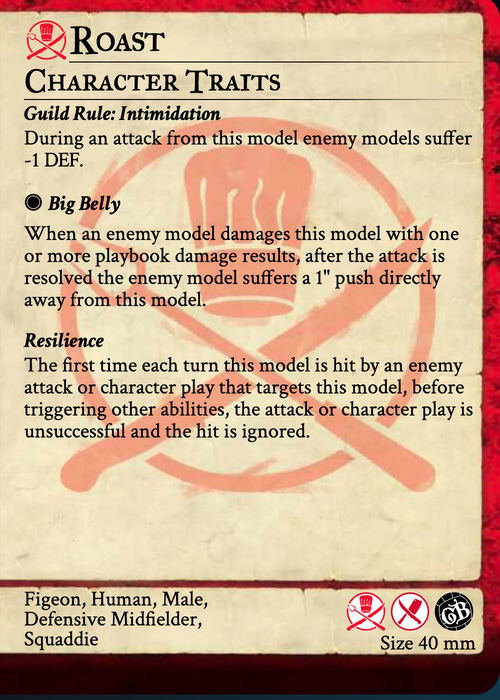 Roast
Character Traits
Guild Rule: Intimidation
During an attack from this model enemy models suffer
-1 DEF.
Big Belly
When an enemy model damages this model with one
or more playbook damage results, after the attack is
resolved the enemy model suffers a 1" push directly
away from this model.
Resilience
The first time each turn this model is hit by an enemy
attack or character play that targets this model, before
triggering other abilities, the attack or character play is
unsuccessful and the hit is ignored.
Figeon, Human, Male,
Defensive Midfielder,
Squaddie
GB
Size 40 mm